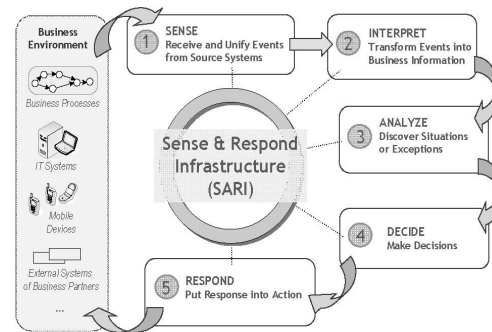 Business
Environment
Business Processes
IT Systems
Mobile
Devices
External Systems
of Business Partners
...
1
SENSE
Receive and Unify Events
from Source Systems
2
INTERPRET
Transform Events into
Business Information
3
ANALYZE
Discover Situations
or Exceptions
4
DECIDE
Make Decisions
5
RESPOND
Put Response into Action
Sense & Respond
Infrastructure
(SARI)